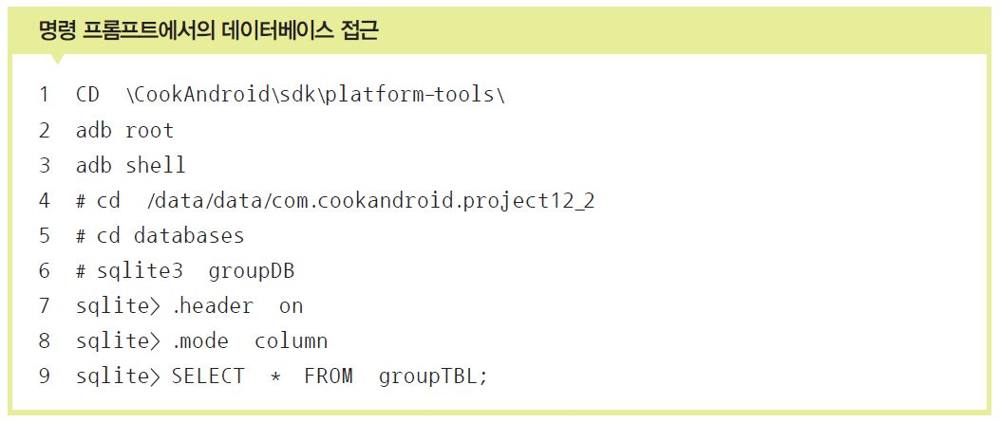 명령 프롬프트에서의 데이터베이스 접근
1 CD \CookAndroid\sdk\platform-tools\
2 adb root
3 adb shell
4 # cd /data/data/com.cookandroid.project12_2
5 # cd databases
6 # sqlite3 groupDB
7 sqlite> .header on
8 sqlite> .mode column
9 sqlite> SELECT * FROM groupTBL;